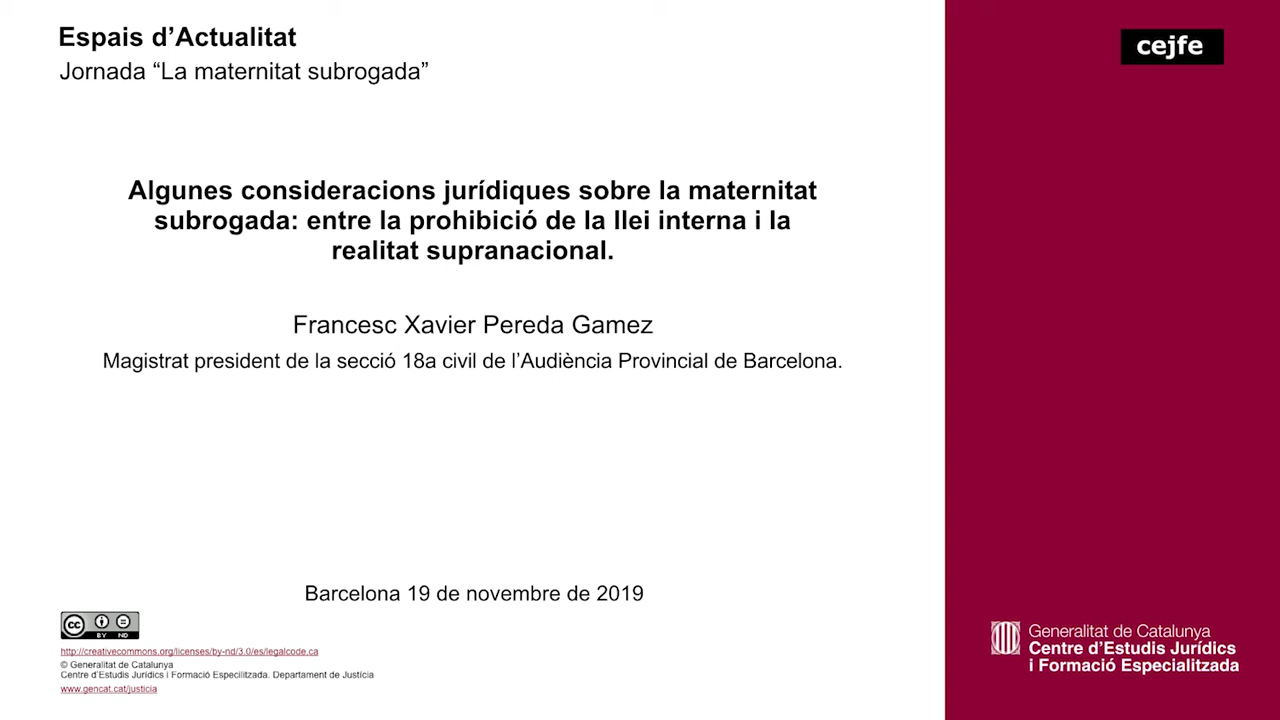 Espais d’Actualitat
Jornada “La maternitat subrogada”
cejfe
Algunes consideracions jurídiques sobre la maternitat
subrogada: entre la prohibició de la llei interna i la
realitat supranacional.
Francesc Xavier Pereda Gamez
Magistrat president de la secció 18a civil de l’Audiència Provincial de Barcelona.
Barcelona 19 de novembre de 2019
cc
BY ND
http://creativecommons.org/licenses/by-nd/3.0/es/legalcode.ca
© Generalitat de Catalunya
Centre d’Estudis Jurídics i Formació Especilitzada. Departament de Justícia
www.gencat.cat/justicia
Generalitat de Catalunya
Centre d’Estudis Jurídics
i Formació Especialitzada